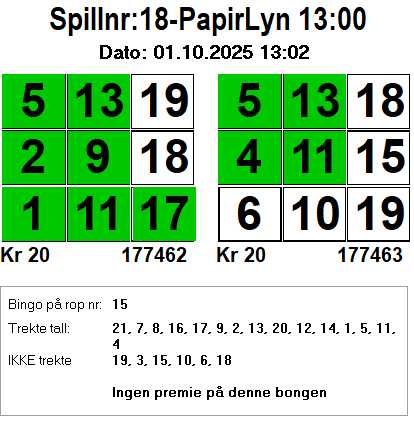 Spillnr:18-PapirLyn 13:00
Dato: 01.10.2025 13:02
5 13 19 5 13 18
2 9 18 4 11 15
1 11 17 6 10 19
Kr 20 177462 Kr 20 177463
Bingo på rop nr: 15
Trekte tall: 21, 7, 8, 16, 17, 9, 2, 13, 20, 12, 14, 1, 5, 11,
4
IKKE trekte 19, 3, 15, 10, 6, 18
Ingen premie på denne bongen